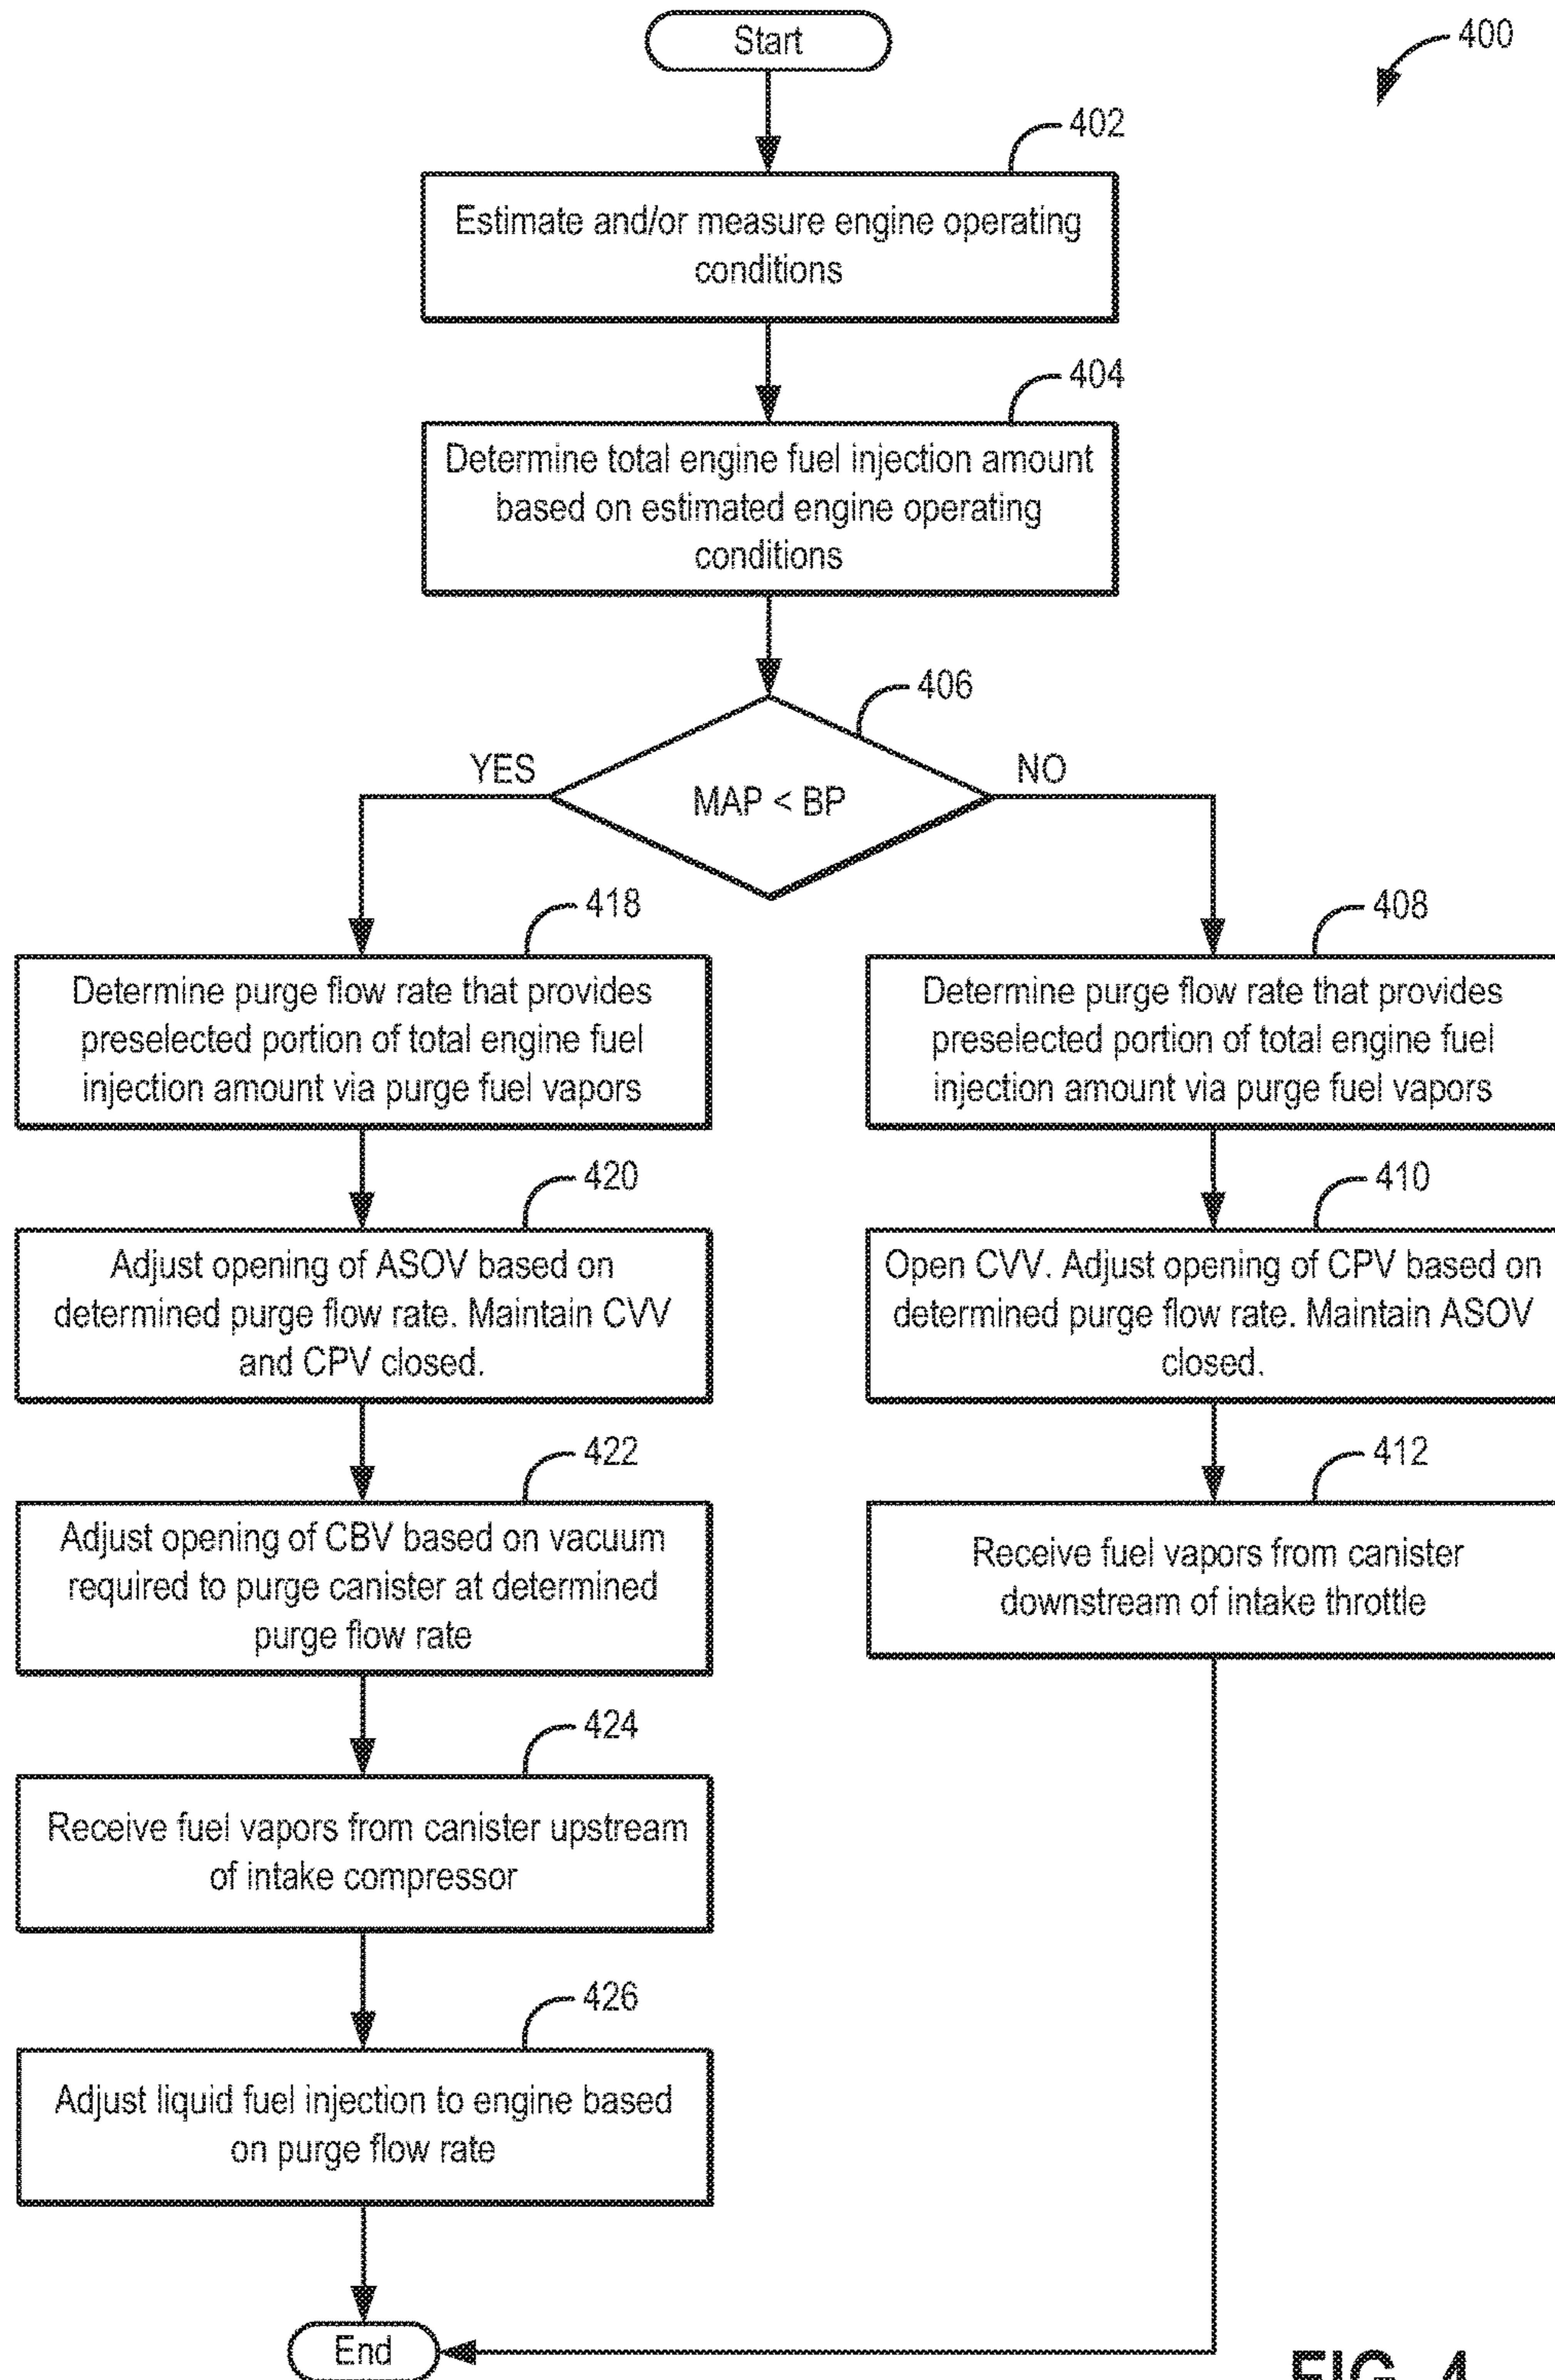 Start
400
402
Estimate and/or measure engine operating
conditions
404
Determine total engine fuel injection amount
based on estimated engine operating
conditions
406
YES
MAP < BP
NO
418
Determine purge flow rate that provides
preselected portion of total engine fuel
injection amount via purge fuel vapors
408
Determine purge flow rate that provides
preselected portion of total engine fuel
injection amount via purge fuel vapors
420
Adjust opening of ASOV based on
determined purge flow rate. Maintain CVV
and CPV closed.
410
Open CVV. Adjust opening of CPV based on
determined purge flow rate. Maintain ASOV
closed.
422
Adjust opening of CBV based on vacuum
required to purge canister at determined
purge flow rate
412
Receive fuel vapors from canister
downstream of intake throttle
424
Receive fuel vapors from canister upstream
of intake compressor
426
Adjust liquid fuel injection to engine based
on purge flow rate
End
FIG. 4